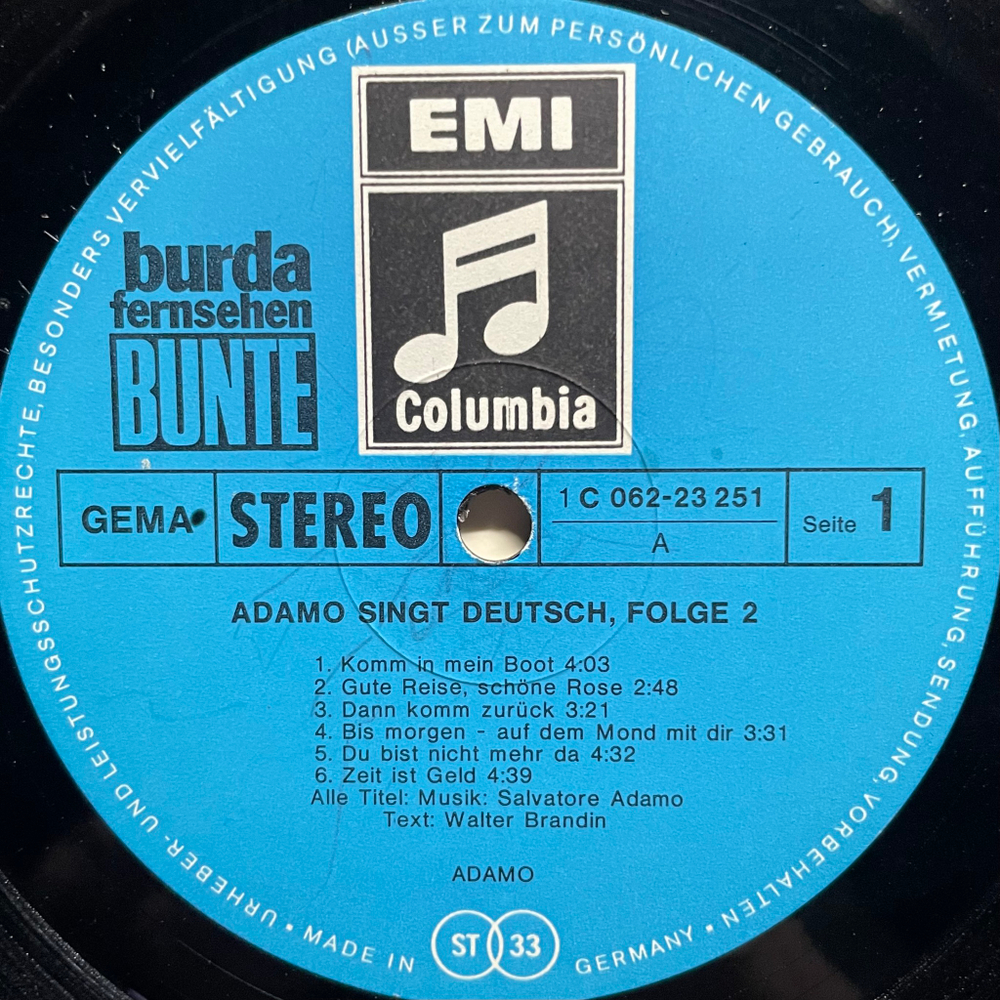 URHEBER- UND LEISTUNGSSCHUTZRECHTE, BESONDERS VERVIELFÄLTIGUNG (AUSSER ZUM PERSÖNLICHEN GEBRAUCH), VERMIETUNG, AUFFÜHRUNG, SENDUNG, VORBEHALTEN
EMI
Columbia
burda
fernsehen
BUNTE
GEMA
STEREO
1 C 062-23 251
A
Seite 1
ADAMO SINGT DEUTSCH, FOLGE 2
1. Komm in mein Boot 4:03
2. Gute Reise, schöne Rose 2:48
3. Dann komm zurück 3:21
4. Bis morgen - auf dem Mond mit dir 3:31
5. Du bist nicht mehr da 4:32
6. Zeit ist Geld 4:39
Alle Titel: Musik: Salvatore Adamo
Text: Walter Brandin
ADAMO
MADE IN
ST 33
GERMANY